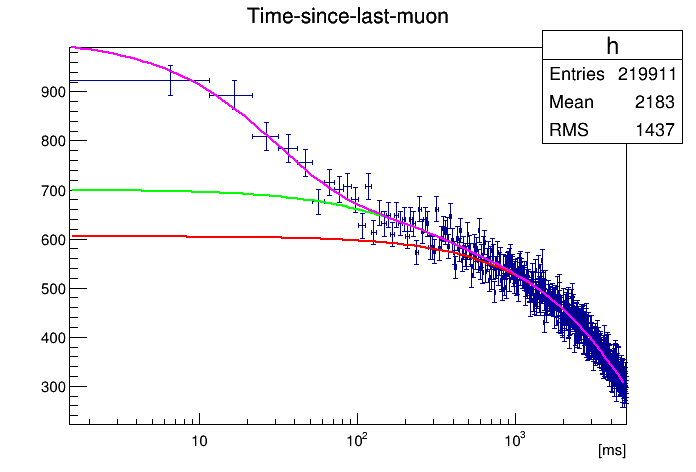 Time-since-last-muon
h
Entries 219911
Mean 2183
RMS 1437
900
800
700
600
500
400
300
10
10²
10³
[ms]